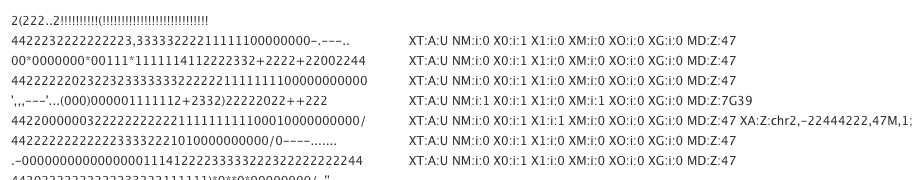 2(222..2!!!!!!!!!!(!!!!!!!!!!!!!!!!!!!!!!!!!!!
4422232222222223,33333222211111100000000-.---.. XT:A:U NM:i:0 X0:i:1 X1:i:0 XM:i:0 XO:i:0 XG:i:0 MD:Z:47
00*0000000*00111*1111114112222332+2222+22002244 XT:A:U NM:i:0 X0:i:1 X1:i:0 XM:i:0 XO:i:0 XG:i:0 MD:Z:47
44222222023223233333332222221111111100000000000 XT:A:U NM:i:0 X0:i:1 X1:i:0 XM:i:0 XO:i:0 XG:i:0 MD:Z:47
',,,---'...(000)000001111112+2332)22222022++222 XT:A:U NM:i:1 X0:i:1 X1:i:0 XM:i:1 XO:i:0 XG:i:0 MD:Z:7G39
44220000032222222222221111111111000100000000000/ XT:A:U NM:i:0 X0:i:1 X1:i:1 XM:i:0 XO:i:0 XG:i:0 MD:Z:47 XA:Z:chr2,-22444222,47M,1;
44222222222222333322210100000000000/0----....... XT:A:U NM:i:0 X0:i:1 X1:i:0 XM:i:0 XO:i:0 XG:i:0 MD:Z:47
.-00000000000000001114122223333322232222222222244 XT:A:U NM:i:0 X0:i:1 X1:i:0 XM:i:0 XO:i:0 XG:i:0 MD:Z:47